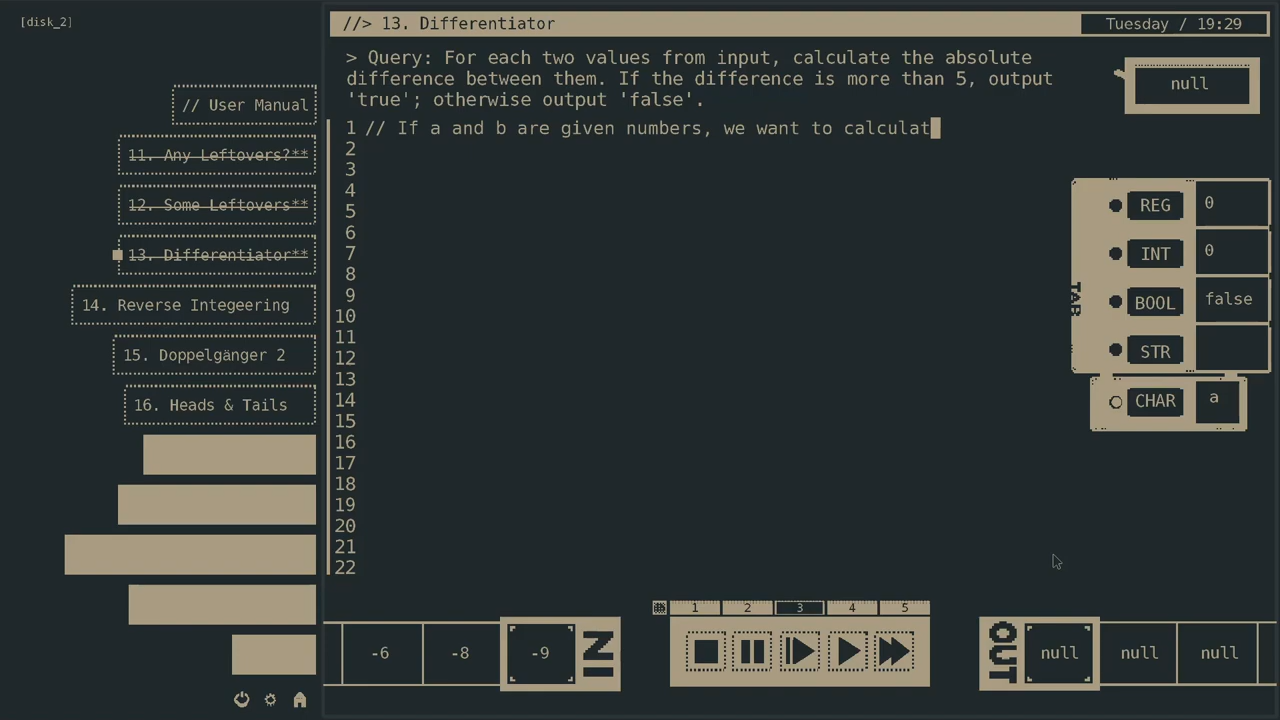 [disk_2]
//> 13. Differentiator
Tuesday / 19:29
> Query: For each two values from input, calculate the absolute
difference between them. If the difference is more than 5, output
'true'; otherwise output 'false'.
null
// User Manual
11. Any Leftovers?**
12. Some Leftovers**
13. Differentiator**
14. Reverse Integeering
15. Doppelgänger 2
16. Heads & Tails
1 // If a and b are given numbers, we want to calculat
2
3
4
5
6
7
8
9
10
11
12
13
14
15
16
17
18
19
20
21
22
REG 0
INT 0
BOOL false
STR
CHAR a
-6 -8 -9 IN
1 2 3 4 5
OUT null null null